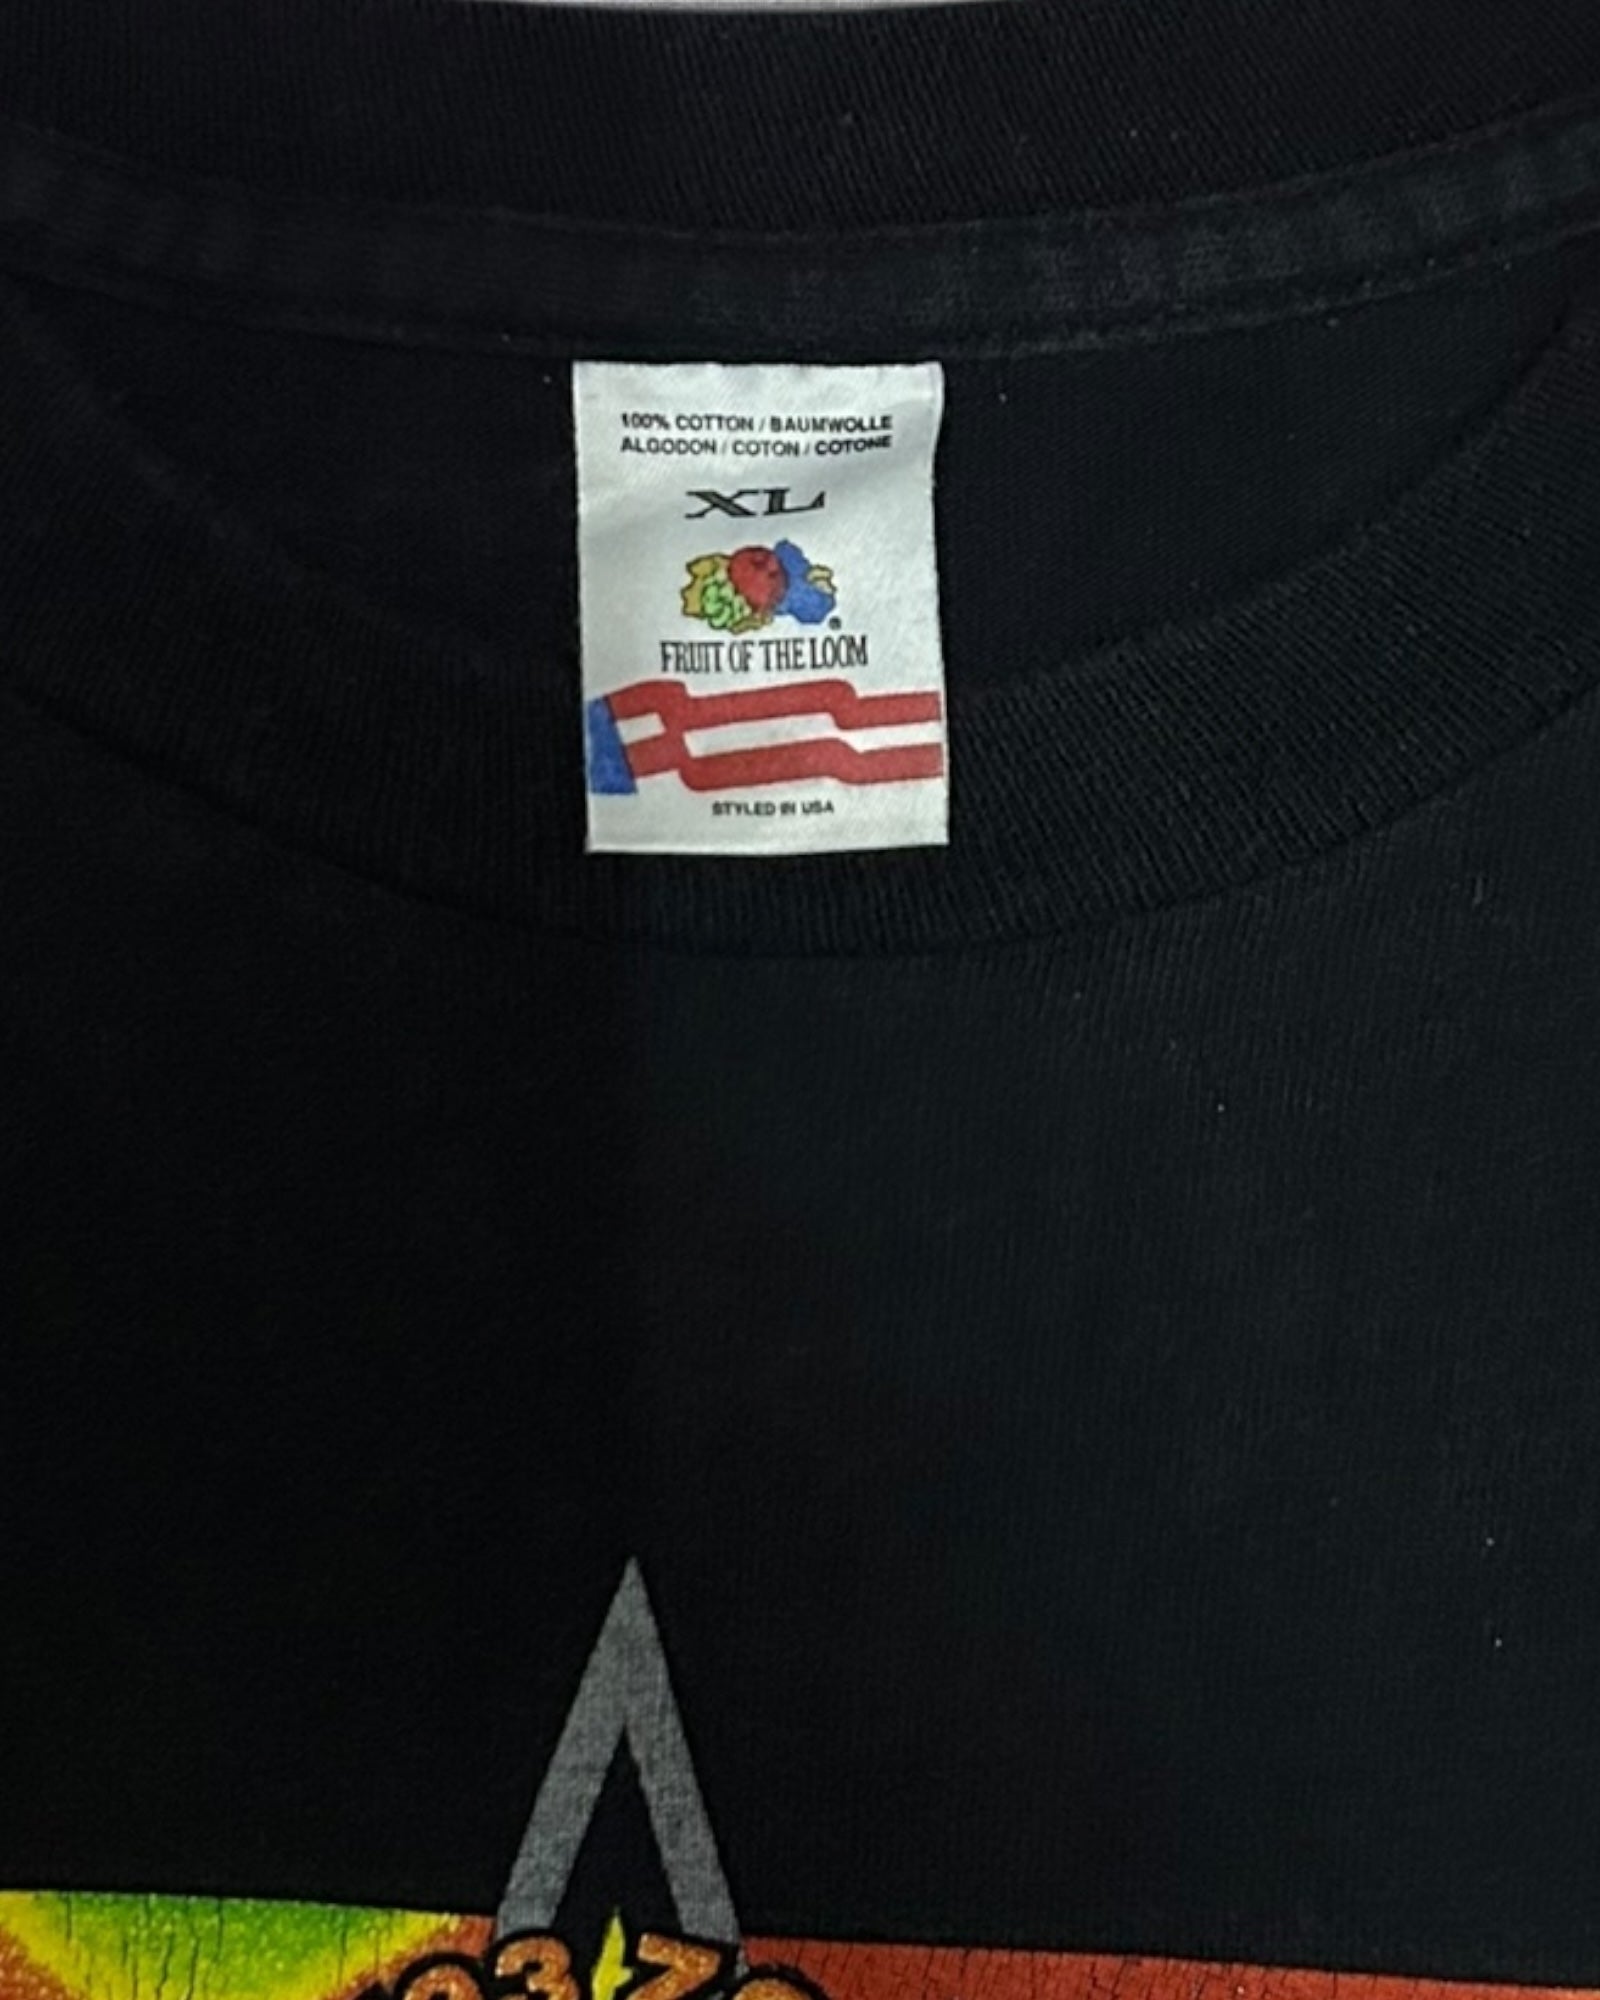 100% COTTON / BAUMWOLLE
ALGODON / COTON / COTONE
XL
®
FRUIT OF THE LOOM
STYLED IN USA